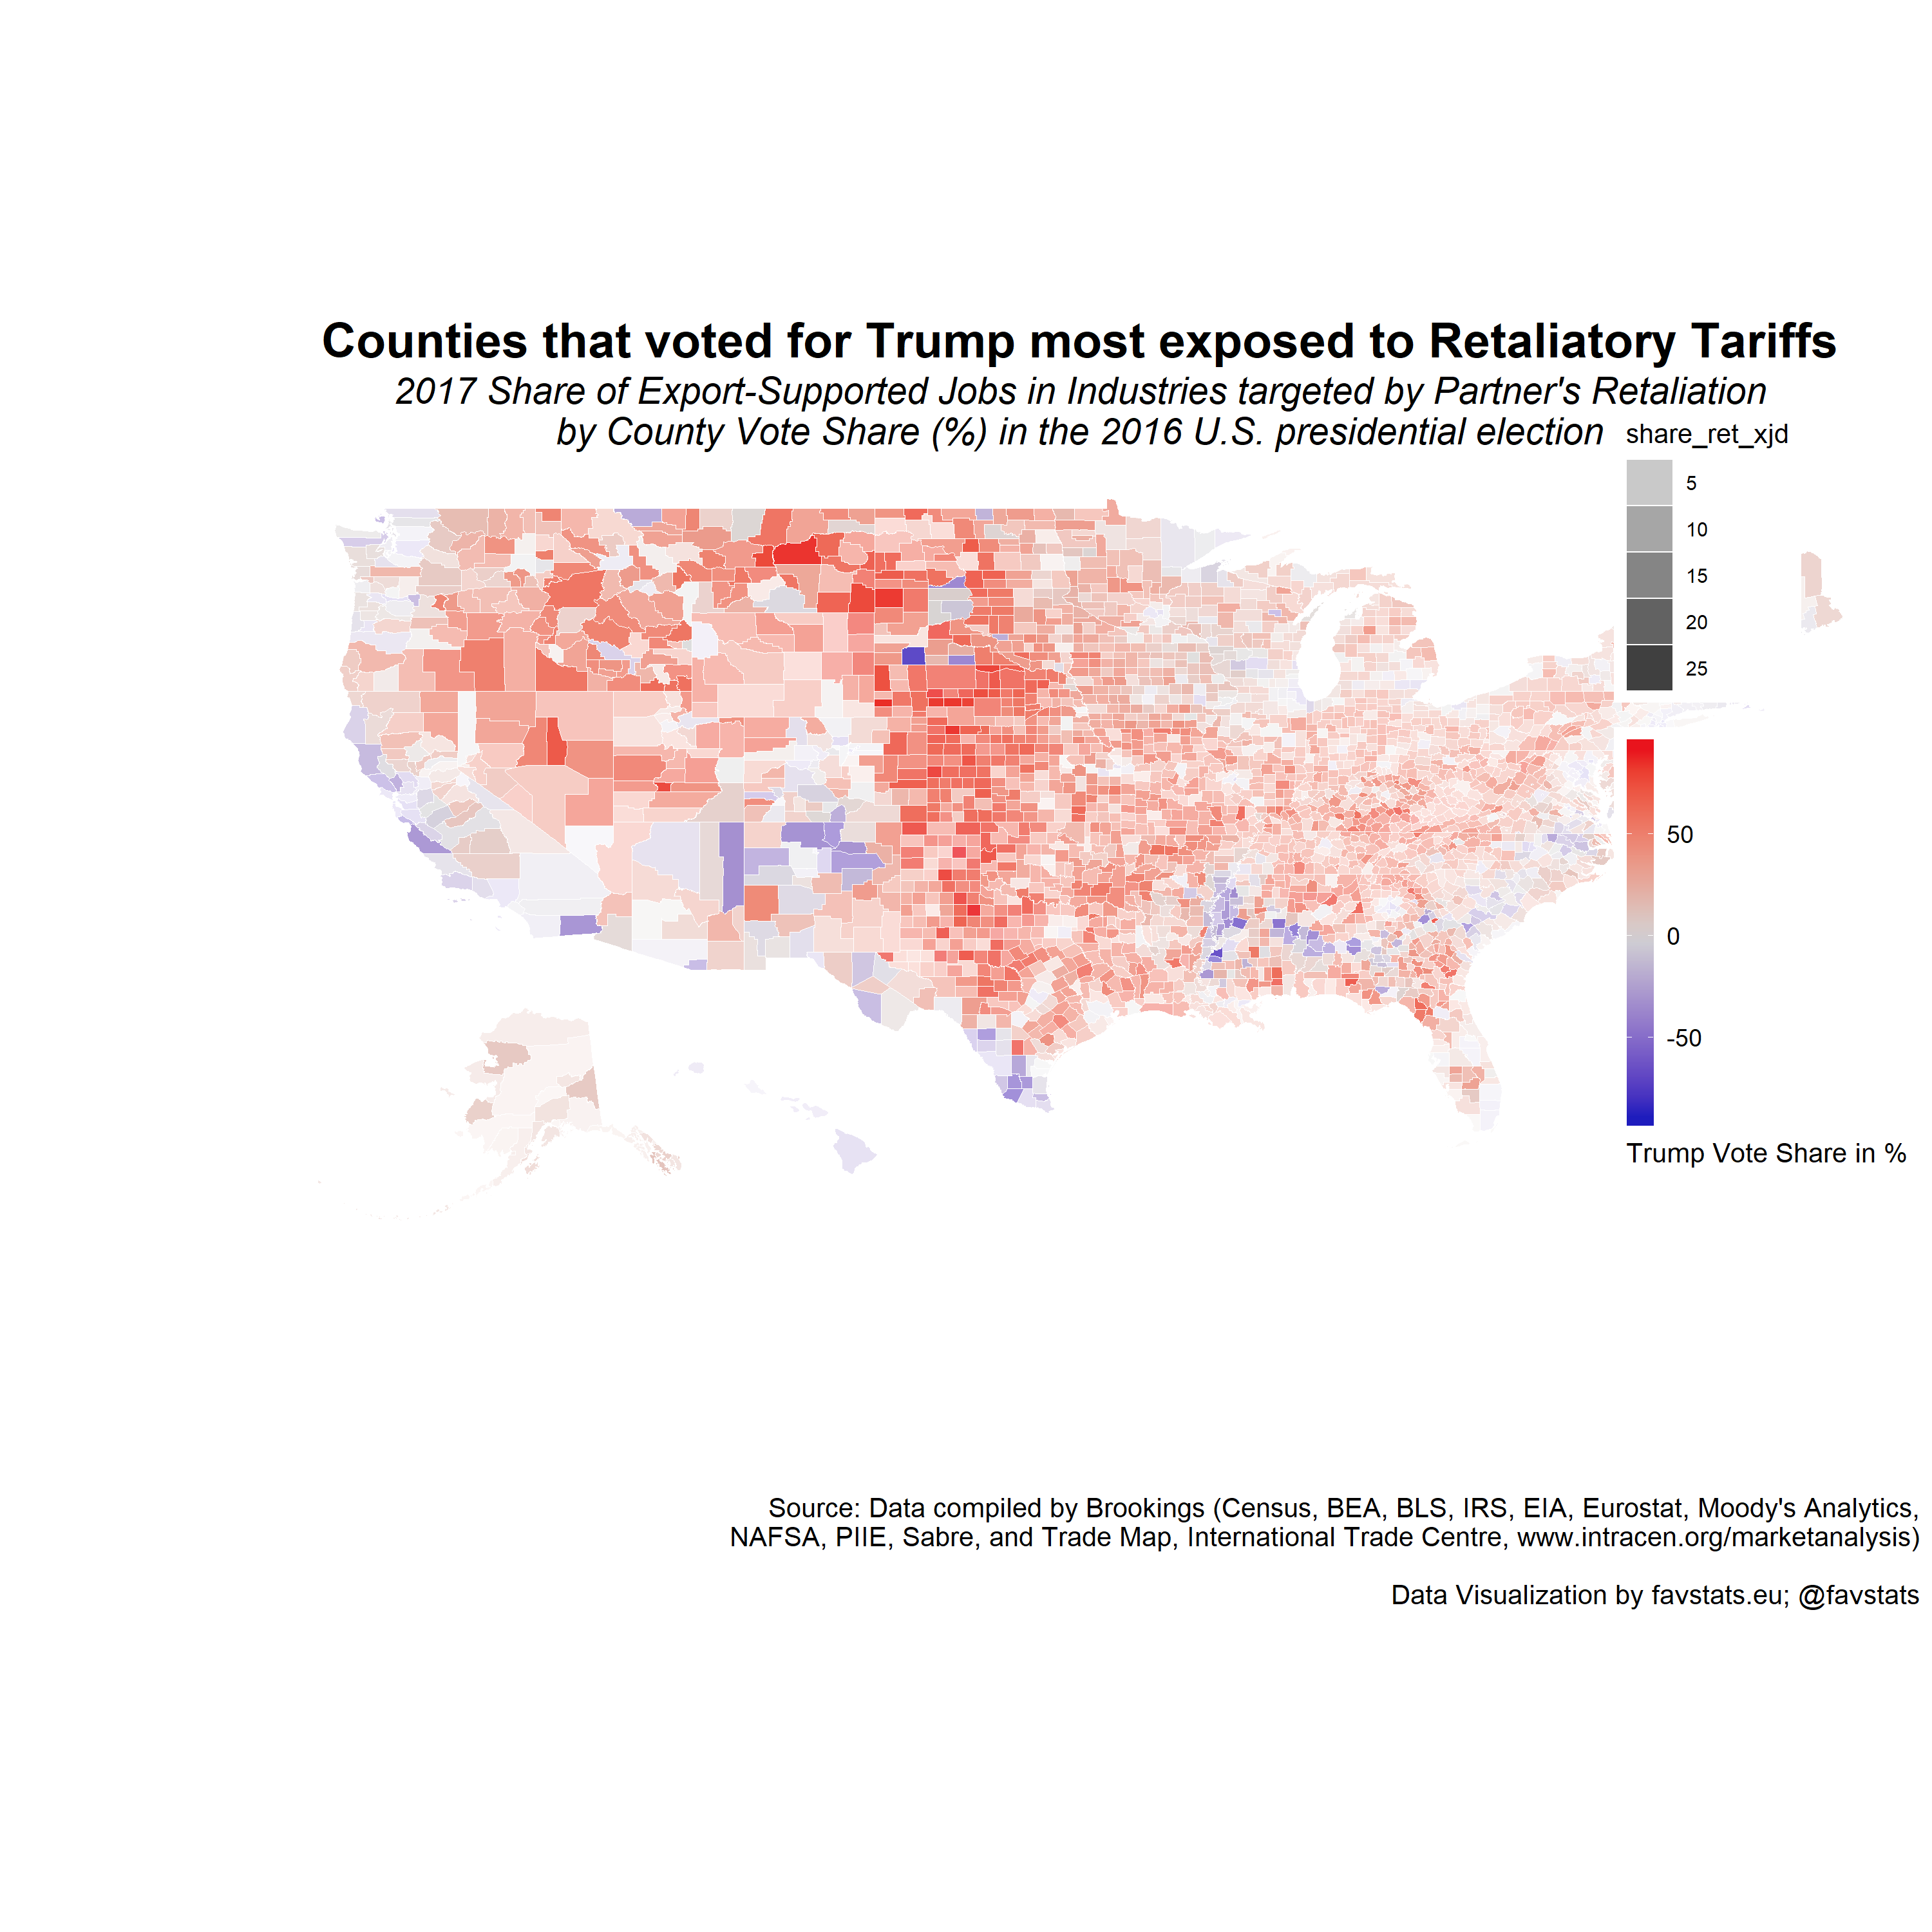 Counties that voted for Trump most exposed to Retaliatory Tariffs
2017 Share of Export-Supported Jobs in Industries targeted by Partner's Retaliation
by County Vote Share (%) in the 2016 U.S. presidential election
share_ret_xjd
5
10
15
20
25
50
0
-50
Trump Vote Share in %
Source: Data compiled by Brookings (Census, BEA, BLS, IRS, EIA, Eurostat, Moody's Analytics,
NAFSA, PIIE, Sabre, and Trade Map, International Trade Centre, www.intracen.org/marketanalysis)
Data Visualization by favstats.eu; @favstats